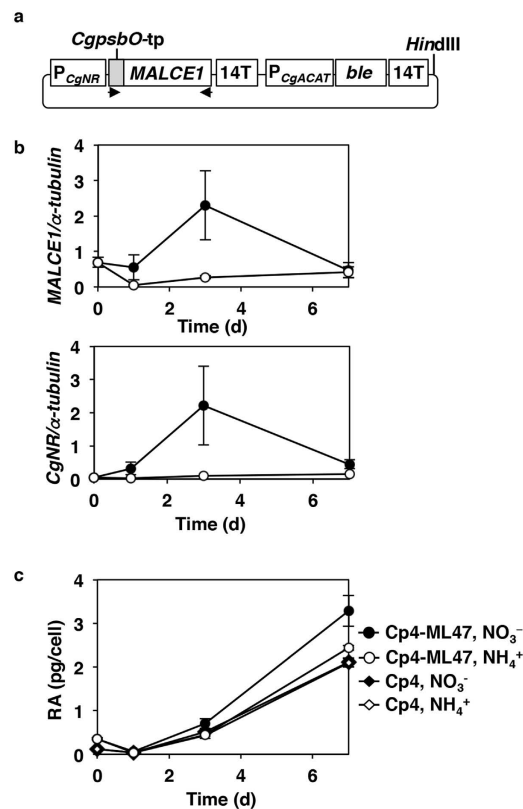 a
CgpsbO-tp
HindIII
P_CgNR MALCE1 14T P_CgACAT ble 14T
b
MALCE1/α-tubulin
4
3
2
1
0
0 2 4 6
Time (d)
CgNR/α-tubulin
4
3
2
1
0
0 2 4 6
Time (d)
c
RA (pg/cell)
4
3
2
1
0
0 2 4 6
Time (d)
Cp4-ML47, NO₃⁻
Cp4-ML47, NH₄⁺
Cp4, NO₃⁻
Cp4, NH₄⁺